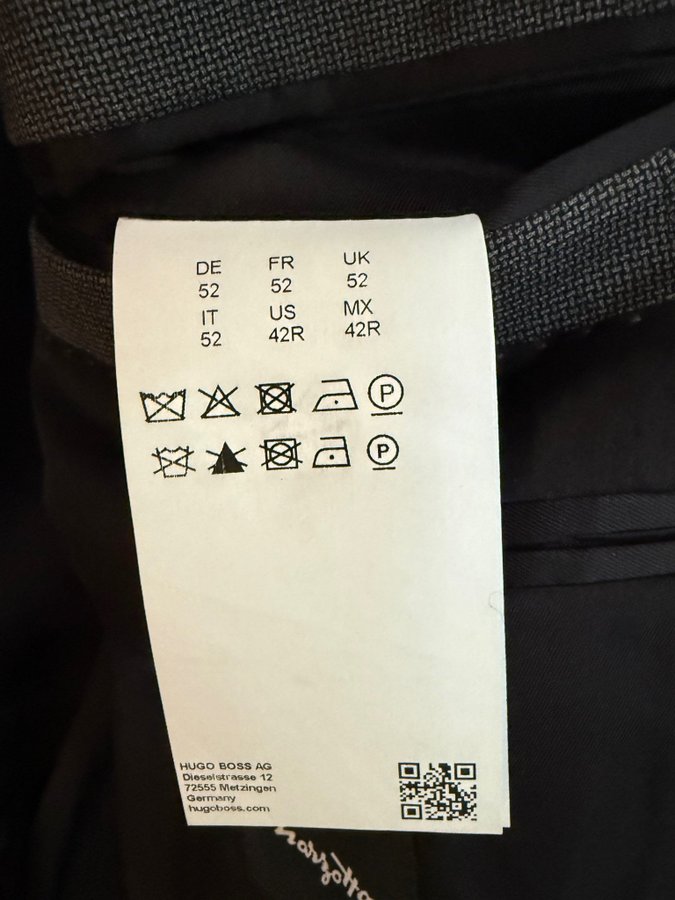 DE FR UK
52 52 52
IT US MX
52 42R 42R
P
P
HUGO BOSS AG
Dieselstrasse 12
72555 Metzingen
Germany
hugoboss.com